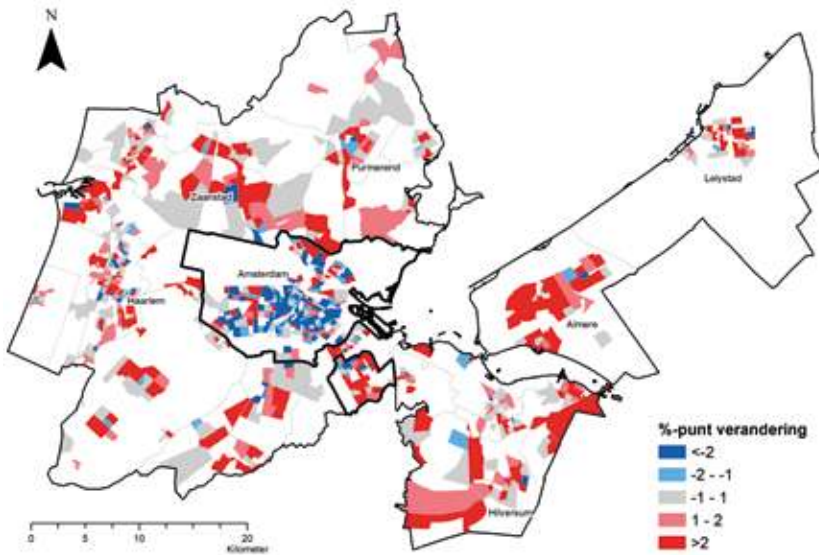 N
Purmerend
Zaanstad
Lelystad
Amsterdam
Haarlem
Almere
Hilversum
%-punt verandering
<-2
-2 - -1
-1 - 1
1 - 2
>2
0 5 10 20
Kilometer